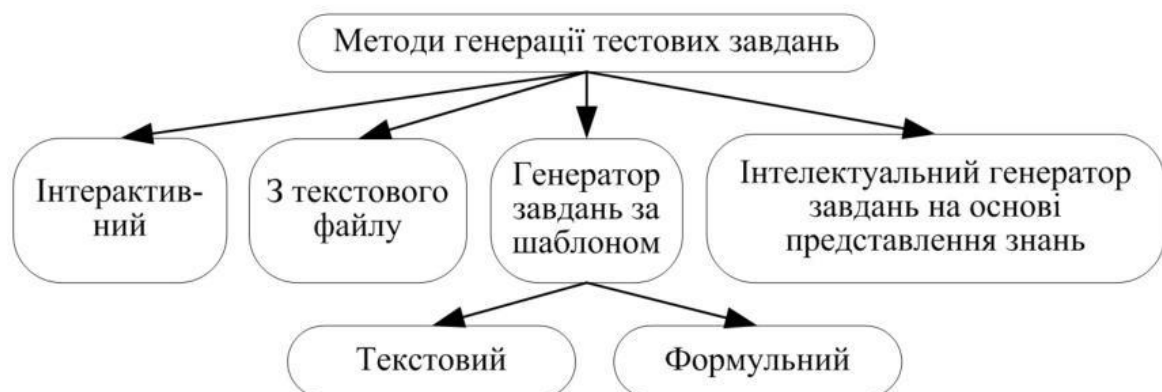 Методи генерації тестових завдань
Інтерактив-
ний
З текстового
файлу
Генератор
завдань за
шаблоном
Інтелектуальний генератор
завдань на основі
представлення знань
Текстовий
Формульний